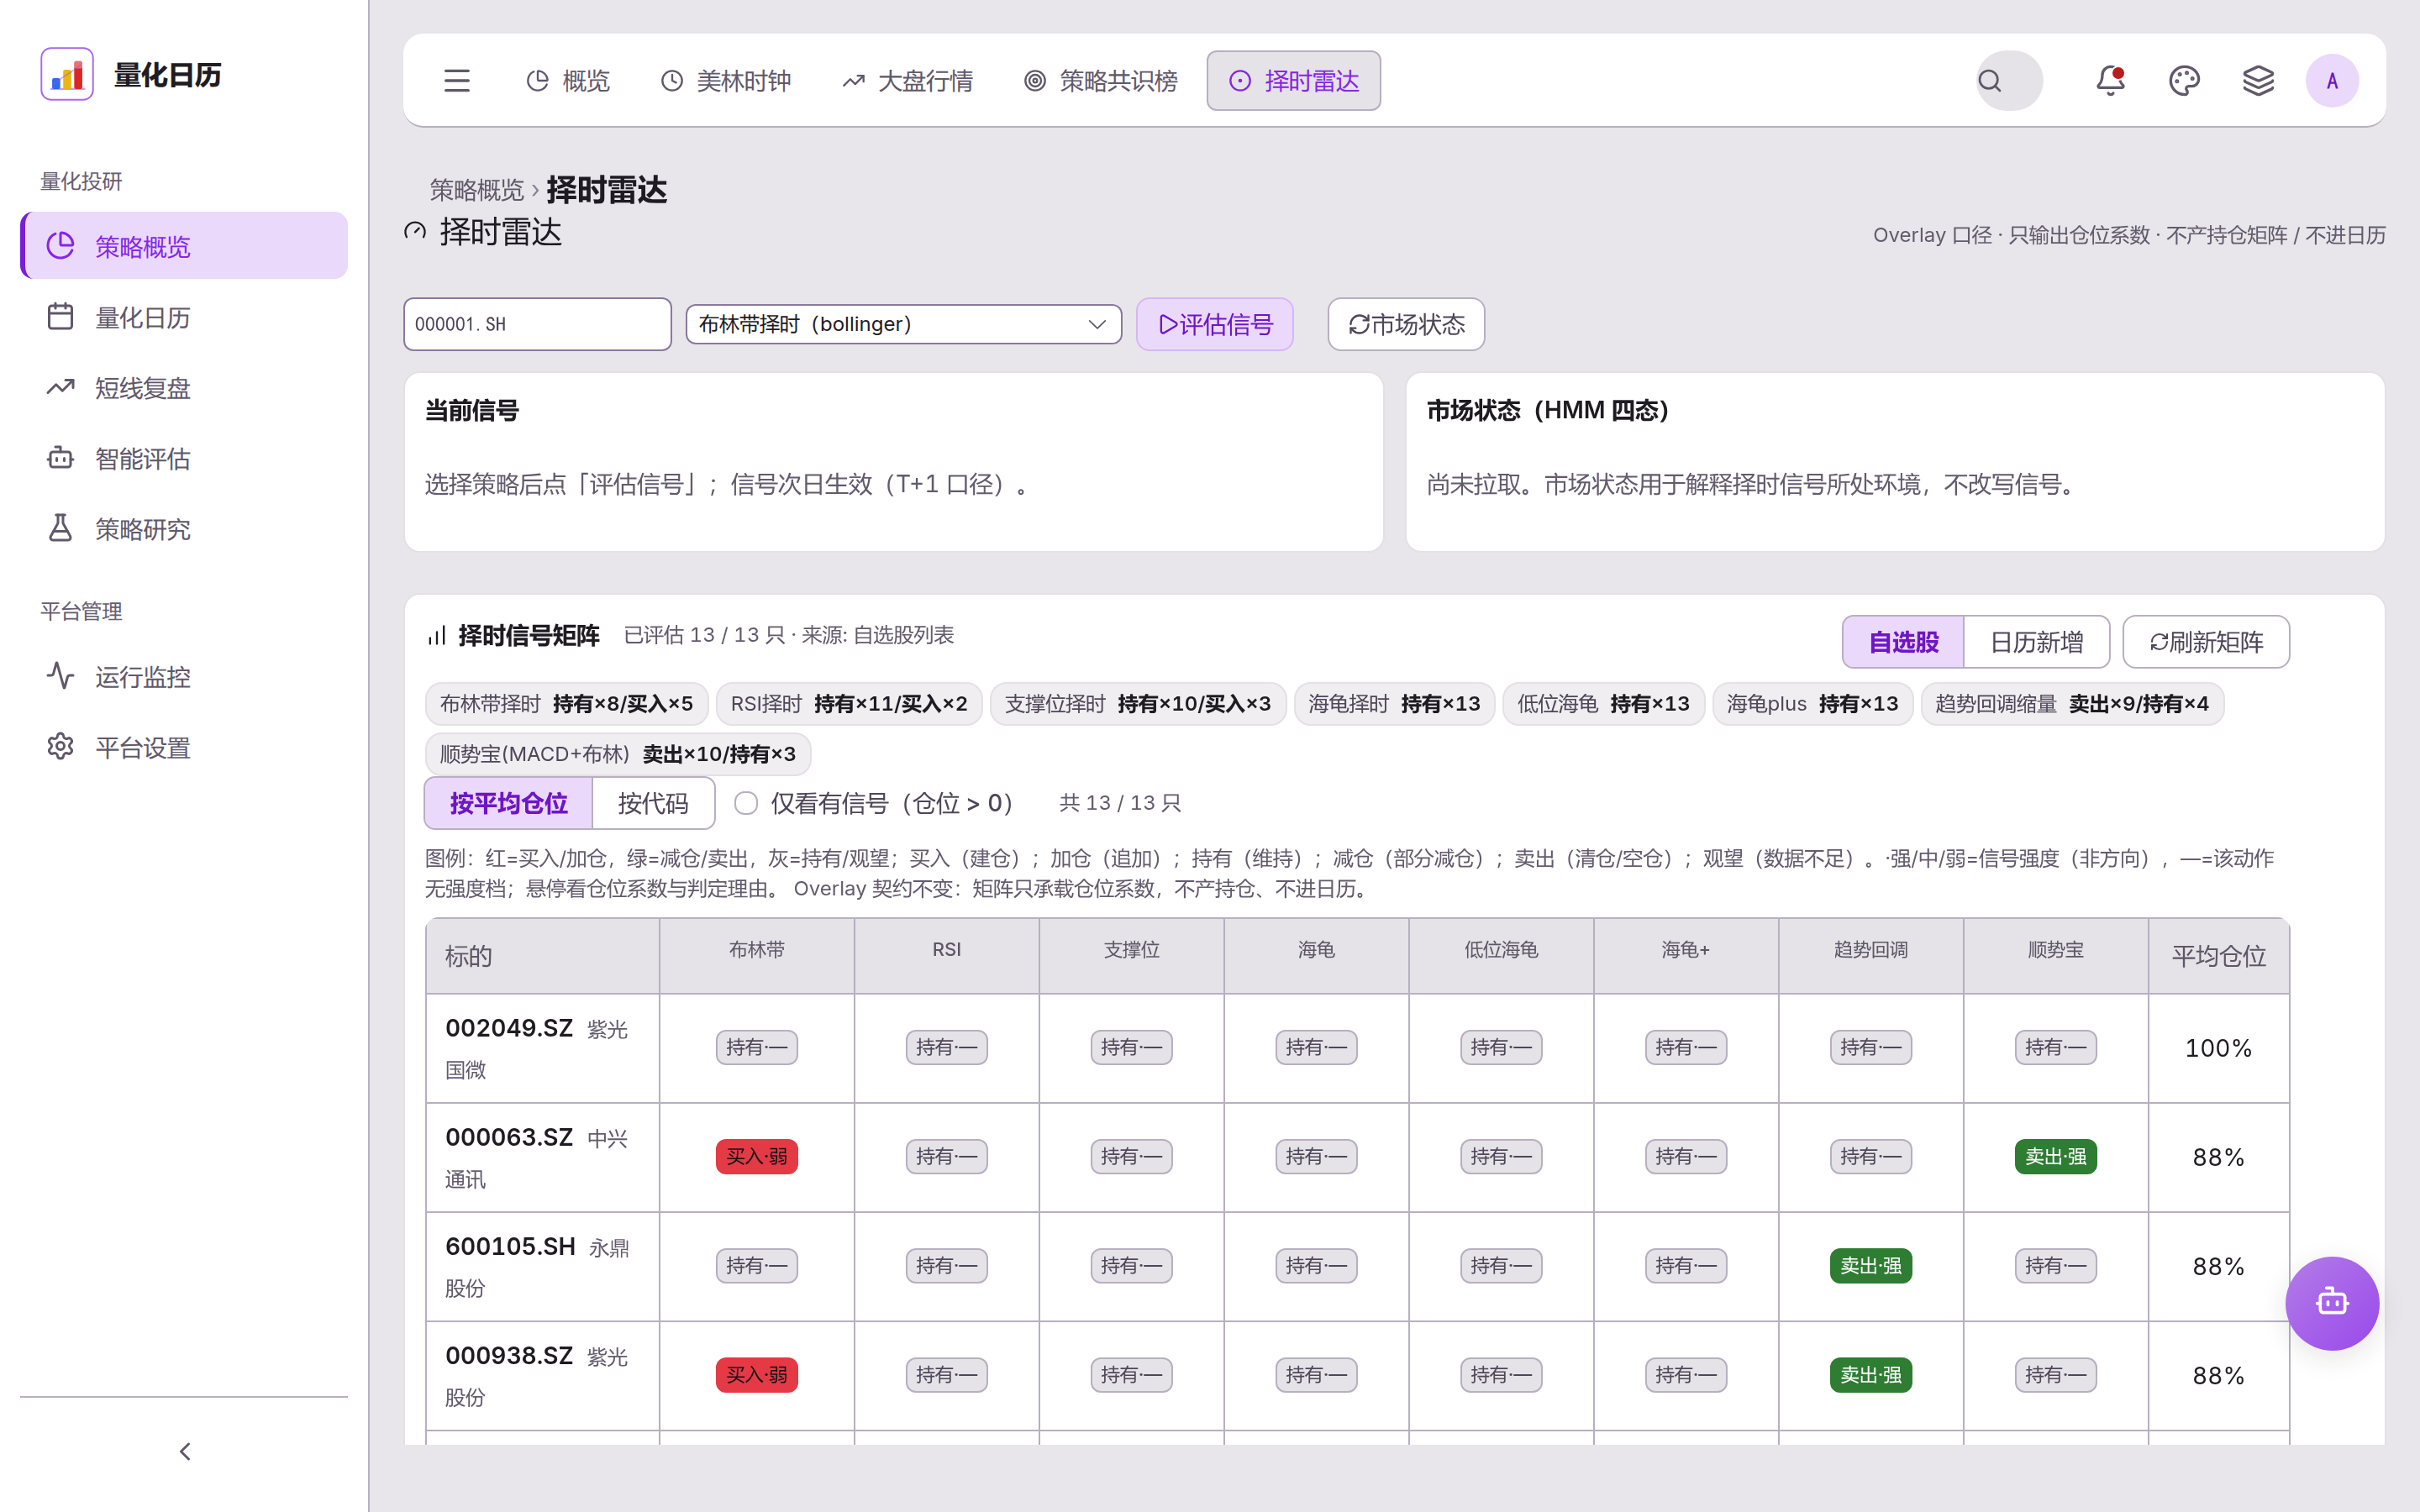 量化日历
量化投研
策略概览
量化日历
短线复盘
智能评估
策略研究
平台管理
运行监控
平台设置
概览
美林时钟
大盘行情
策略共识榜
择时雷达
A
策略概览 › 择时雷达
择时雷达
Overlay 口径 · 只输出仓位系数 · 不产持仓矩阵 / 不进日历
000001.SH
布林带择时（bollinger）
评估信号
市场状态
当前信号
选择策略后点「评估信号」；信号次日生效（T+1 口径）。
市场状态（HMM 四态）
尚未拉取。市场状态用于解释择时信号所处环境，不改写信号。
择时信号矩阵 已评估 13 / 13 只 · 来源: 自选股列表
自选股 日历新增 刷新矩阵
布林带择时 持有×8/买入×5 RSI择时 持有×11/买入×2 支撑位择时 持有×10/买入×3 海龟择时 持有×13 低位海龟 持有×13 海龟plus 持有×13 趋势回调缩量 卖出×9/持有×4
顺势宝(MACD+布林) 卖出×10/持有×3
按平均仓位 按代码 仅看有信号（仓位 > 0） 共 13 / 13 只
图例：红=买入/加仓，绿=减仓/卖出，灰=持有/观望；买入（建仓）；加仓（追加）；持有（维持）；减仓（部分减仓）；卖出（清仓/空仓）；观望（数据不足）。·强/中/弱=信号强度（非方向），—=该动作
无强度档；悬停看仓位系数与判定理由。 Overlay 契约不变：矩阵只承载仓位系数，不产持仓、不进日历。
标的 布林带 RSI 支撑位 海龟 低位海龟 海龟+ 趋势回调 顺势宝 平均仓位
002049.SZ 紫光
国微
持有·— 持有·— 持有·— 持有·— 持有·— 持有·— 持有·— 持有·— 100%
000063.SZ 中兴
通讯
买入·弱 持有·— 持有·— 持有·— 持有·— 持有·— 持有·— 卖出·强 88%
600105.SH 永鼎
股份
持有·— 持有·— 持有·— 持有·— 持有·— 持有·— 卖出·强 持有·— 88%
000938.SZ 紫光
股份
买入·弱 持有·— 持有·— 持有·— 持有·— 持有·— 卖出·强 持有·— 88%